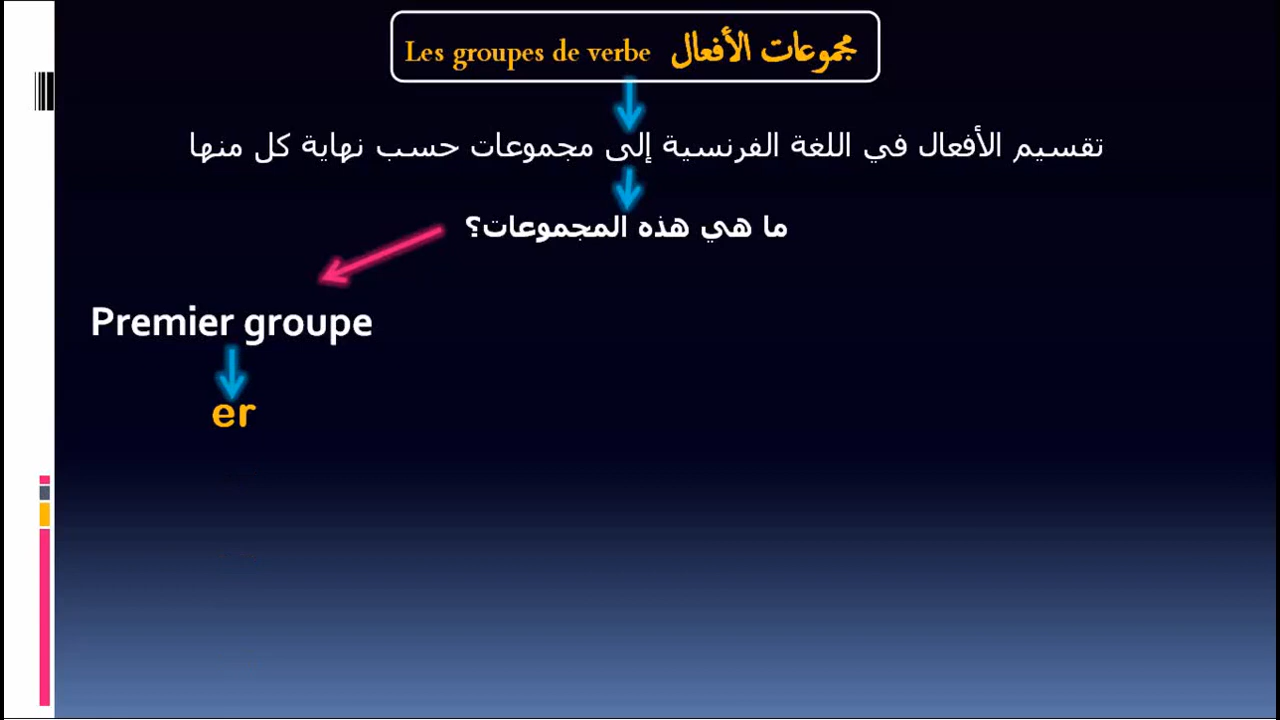 Les groupes de verbe مجموعات الأفعال
تقسيم الأفعال في اللغة الفرنسية إلى مجموعات حسب نهاية كل منها
ما هي هذه المجموعات؟
Premier groupe
er